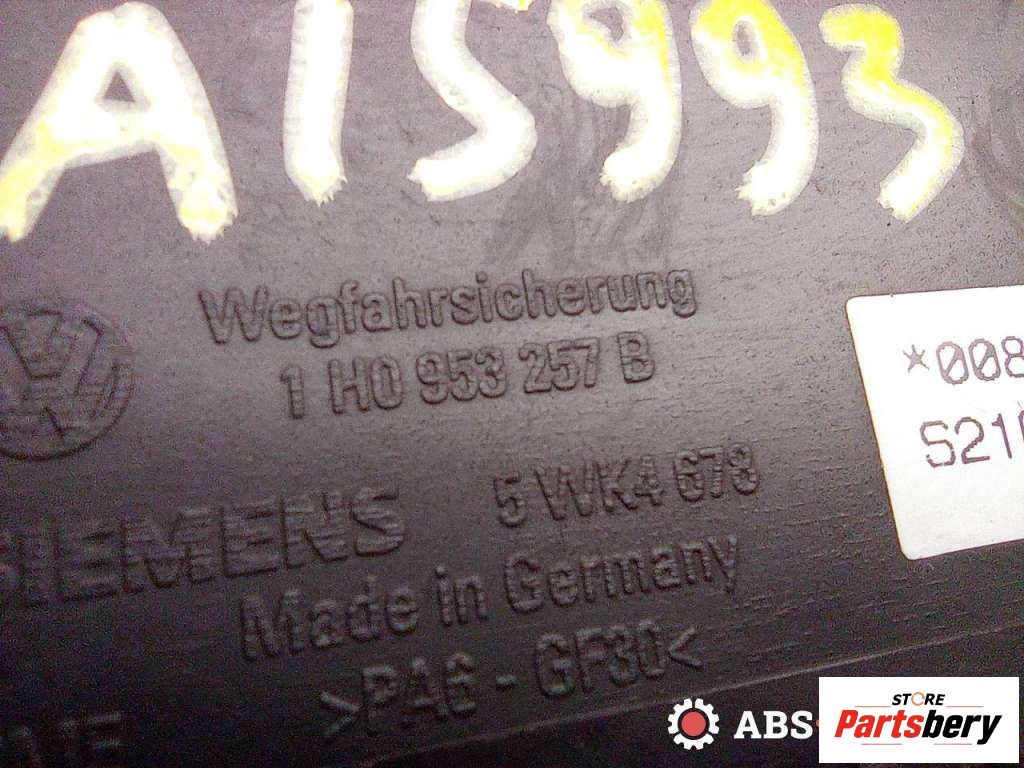 A15993
Wegfahrsicherung
1 H0 953 257 B
*008
S210
SIEMENS
5 WK4 678
Made in Germany
>PA6 - GF30<
ABS-
STORE
Partsbery